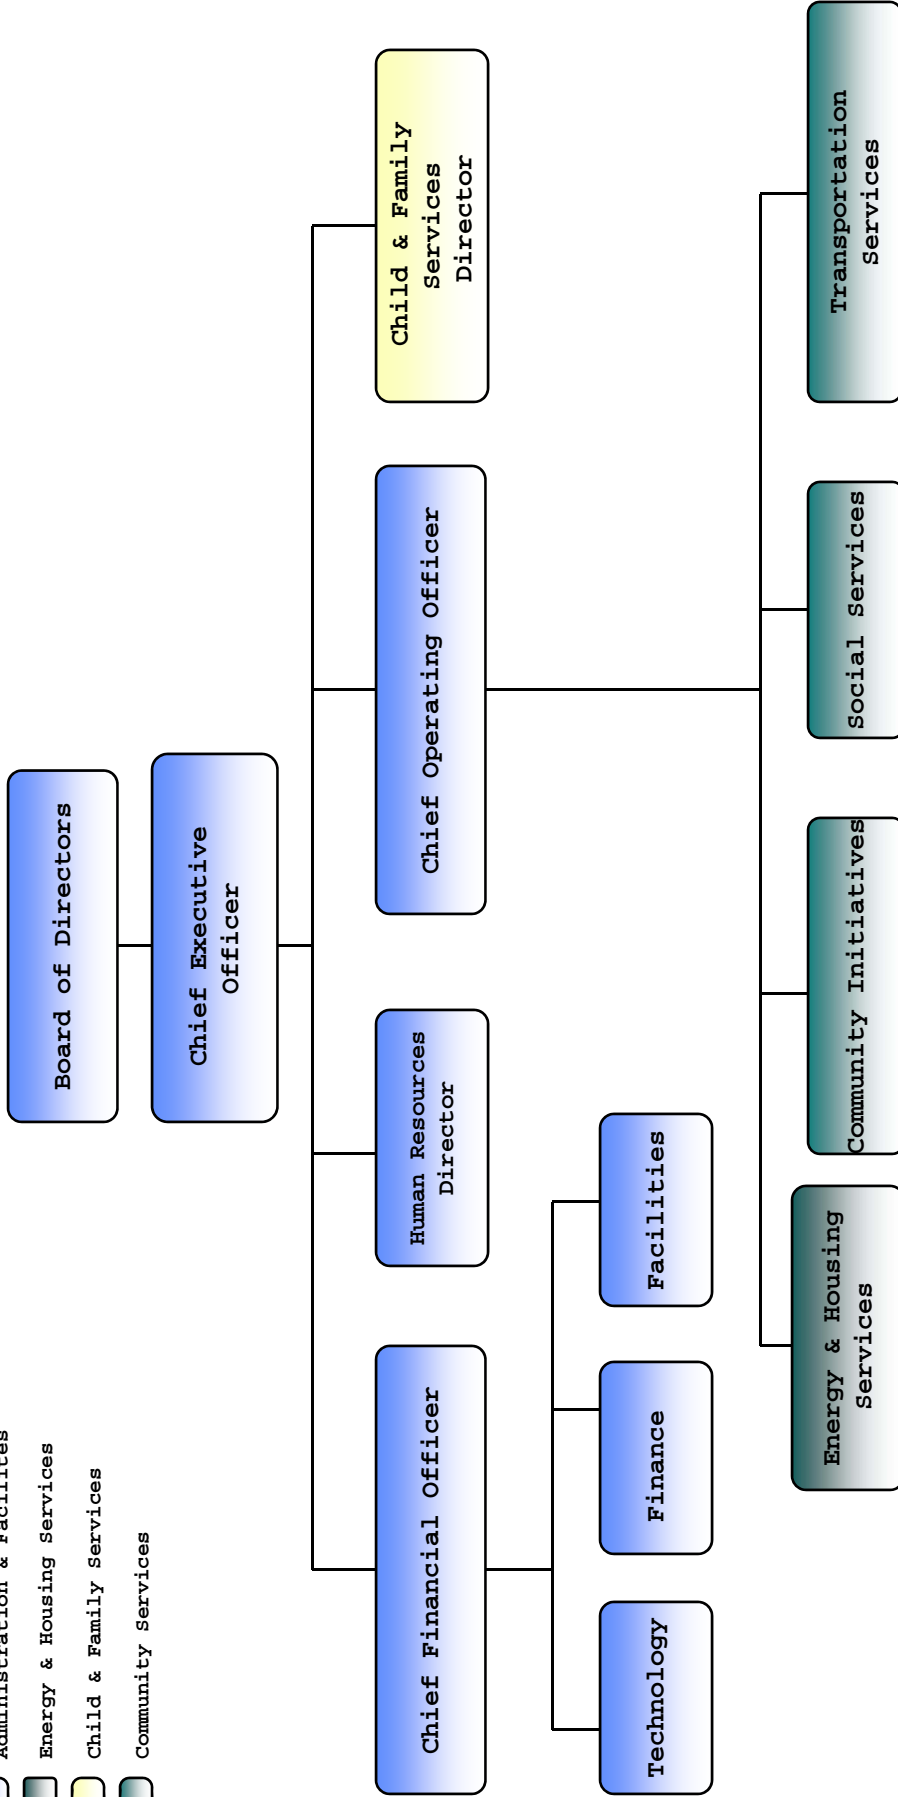 Administration & Facilites
Energy & Housing Services
Child & Family Services
Community Services
Board of Directors
Chief Executive
Officer
Chief Financial Officer
Human Resources
Director
Chief Operating Officer
Child & Family
Services
Director
Technology
Finance
Facilities
Energy & Housing
Services
Community Initiatives
Social Services
Transportation
Services